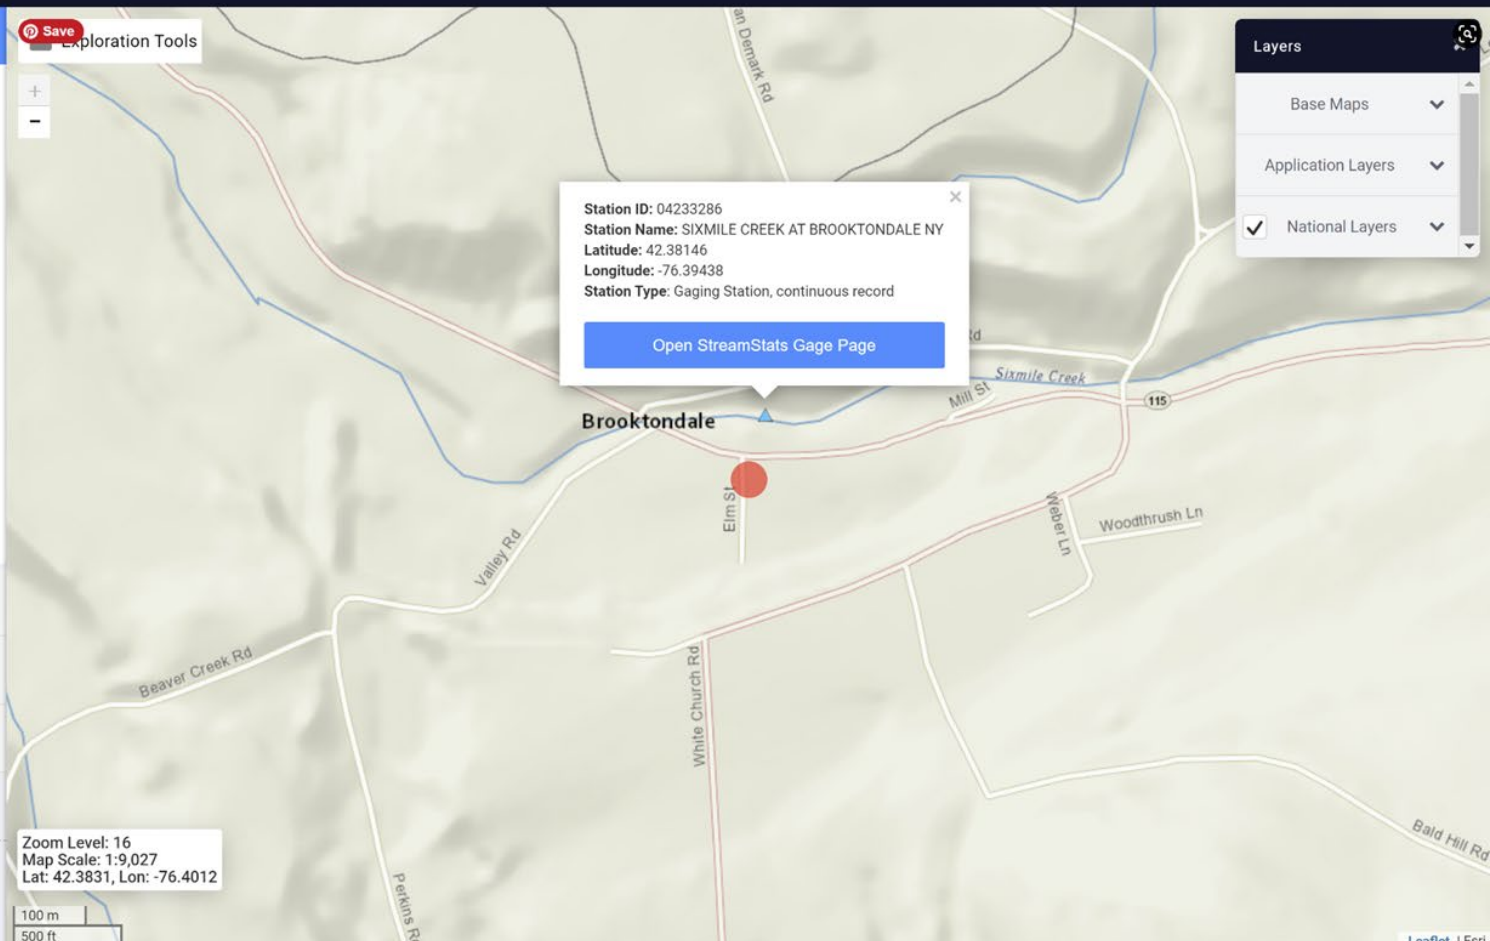 Save
Exploration Tools
+
−
an Demark Rd
Layers
Base Maps
Application Layers
National Layers
Station ID: 04233286
Station Name: SIXMILE CREEK AT BROOKTONDALE NY
Latitude: 42.38146
Longitude: -76.39438
Station Type: Gaging Station, continuous record
Open StreamStats Gage Page
×
Rd
Sixmile Creek
Mill St
115
Brooktondale
Elm St
Valley Rd
Weber Ln
Woodthrush Ln
Beaver Creek Rd
White Church Rd
Bald Hill Rd
Perkins R
Zoom Level: 16
Map Scale: 1:9,027
Lat: 42.3831, Lon: -76.4012
100 m
500 ft
Leaflet | Esri